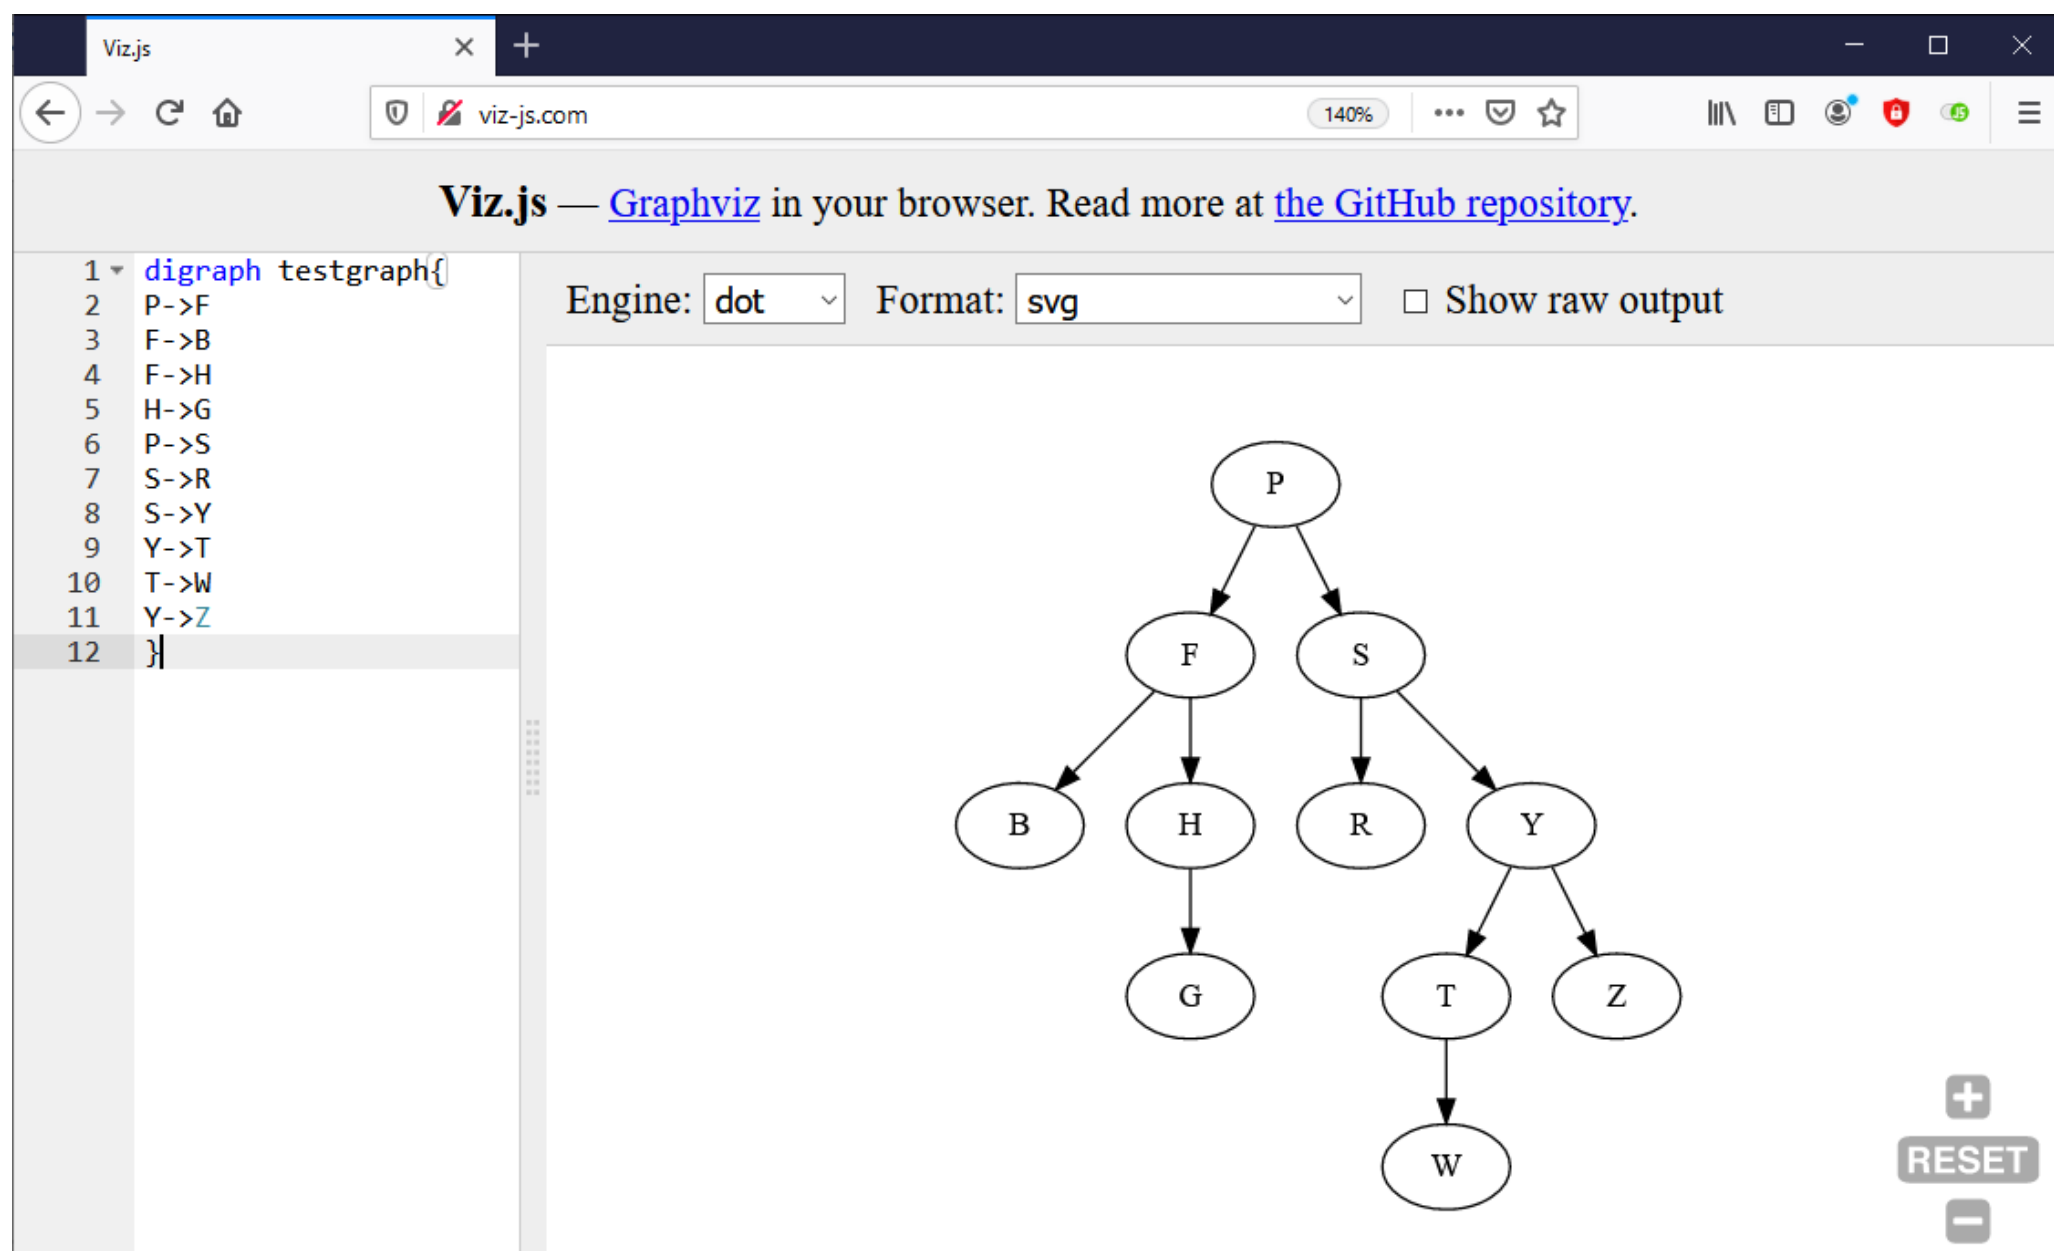 Viz.js
viz-js.com
140%
Viz.js — Graphviz in your browser. Read more at the GitHub repository.
1 digraph testgraph{
2 P->F
3 F->B
4 F->H
5 H->G
6 P->S
7 S->R
8 S->Y
9 Y->T
10 T->W
11 Y->Z
12 }
Engine: dot Format: svg Show raw output
P
F S
B H R Y
G T Z
W
RESET